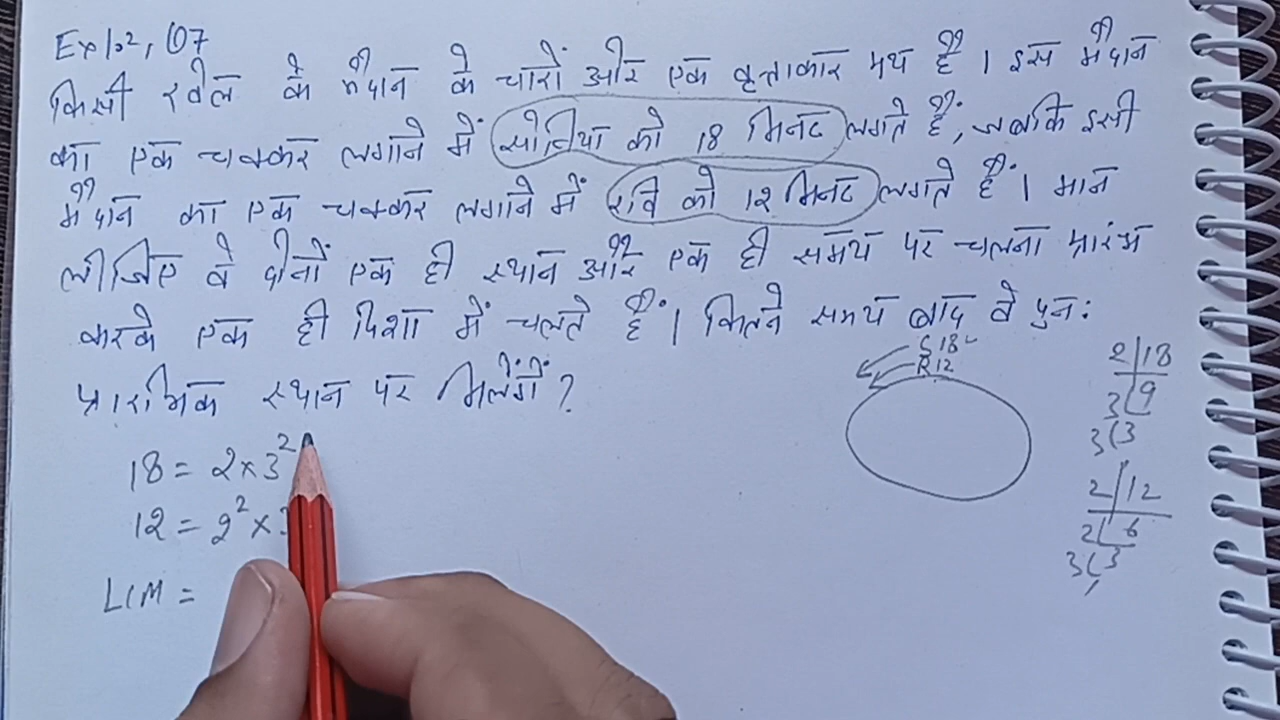 Ex 1.2, Q7
किसी खेल के मैदान के चारों और एक वृत्ताकार पथ है । इस मैदान
का एक चक्कर लगाने में सोनिया को 18 मिनट लगते हैं, जबकि इसी
मैदान का एक चक्कर लगाने में रवि को 12 मिनट लगते हैं । मान
लीजिए वे दोनों एक ही स्थान और एक ही समय पर चलना प्रारंभ
करके एक ही दिशा में चलते हैं । कितने समय बाद वे पुनः
प्रारंभिक स्थान पर मिलेंगें ?
S 18
R 12
2 | 18
3 | 9
3 | 3
2 | 12
2 | 6
3 | 3
18 = 2 × 3²
12 = 2² ×
LCM =